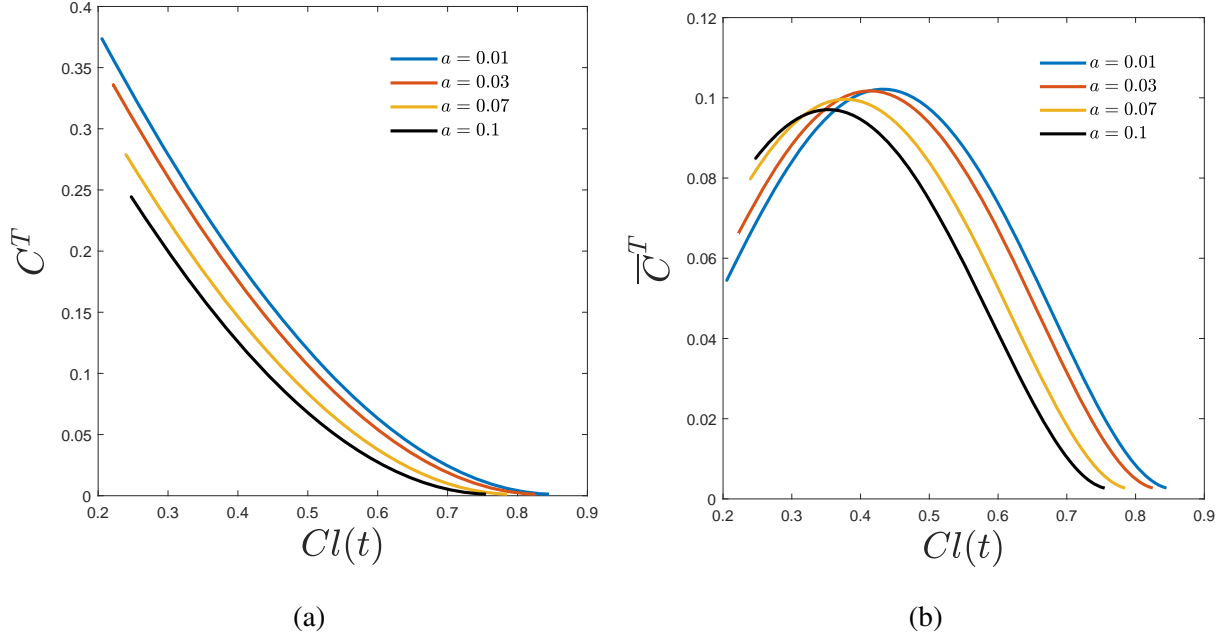 0.4
0.35
0.3
0.25
0.2
0.15
0.1
0.05
0
C^T
a = 0.01
a = 0.03
a = 0.07
a = 0.1
0.2 0.3 0.4 0.5 0.6 0.7 0.8 0.9
Cl(t)
(a)
0.12
0.1
0.08
0.06
0.04
0.02
0
C̅^T
a = 0.01
a = 0.03
a = 0.07
a = 0.1
0.2 0.3 0.4 0.5 0.6 0.7 0.8 0.9
Cl(t)
(b)